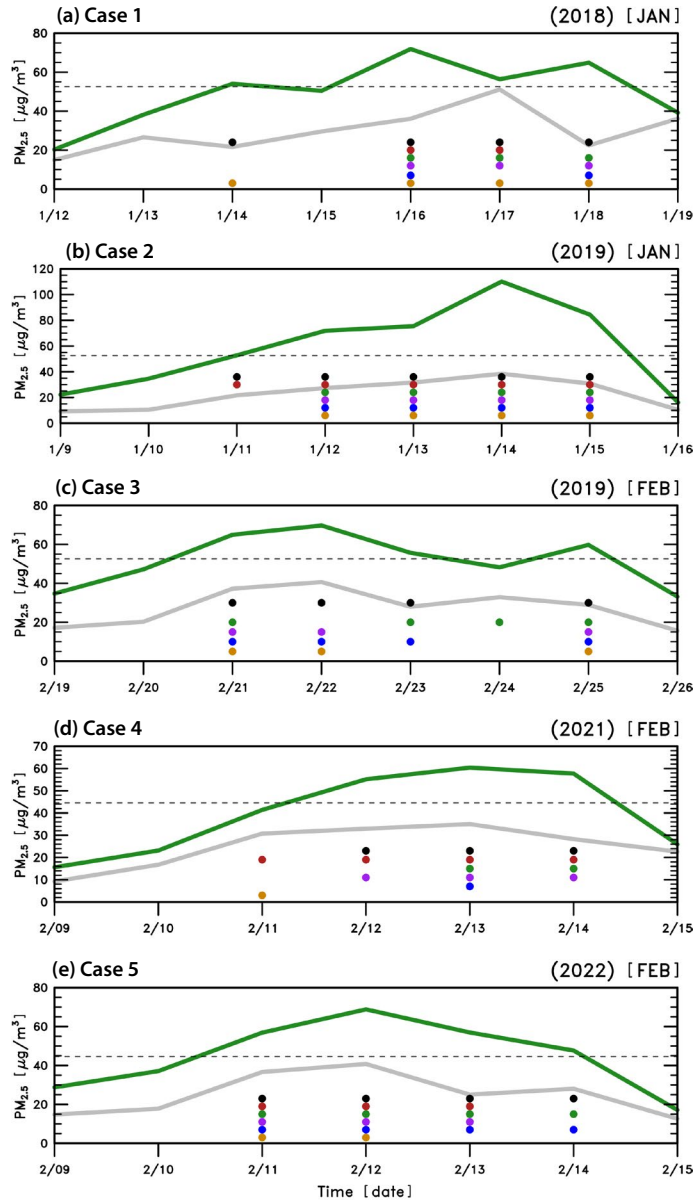 (a) Case 1 (2018) [JAN]
PM2.5 [ μg/m³]
80
60
40
20
0
1/12 1/13 1/14 1/15 1/16 1/17 1/18 1/19
(b) Case 2 (2019) [JAN]
PM2.5 [ μg/m³]
120
100
80
60
40
20
0
1/9 1/10 1/11 1/12 1/13 1/14 1/15 1/16
(c) Case 3 (2019) [FEB]
PM2.5 [ μg/m³]
80
60
40
20
0
2/19 2/20 2/21 2/22 2/23 2/24 2/25 2/26
(d) Case 4 (2021) [FEB]
PM2.5 [ μg/m³]
70
60
50
40
30
20
10
0
2/09 2/10 2/11 2/12 2/13 2/14 2/15
(e) Case 5 (2022) [FEB]
PM2.5 [ μg/m³]
80
60
40
20
0
2/09 2/10 2/11 2/12 2/13 2/14 2/15
Time [date]